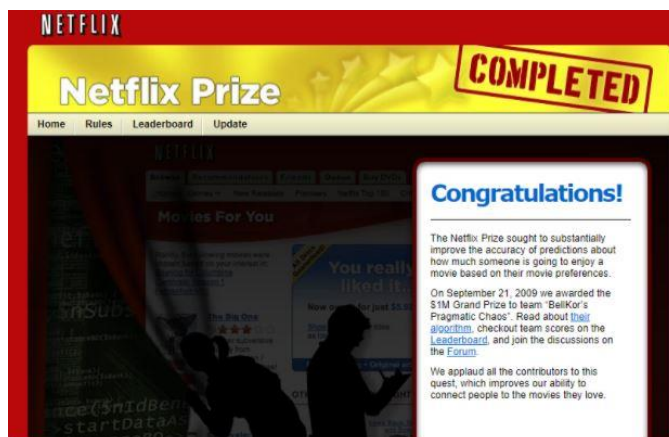 NETFLIX
Netflix Prize
COMPLETED
Home Rules Leaderboard Update
NETFLIX
Movies For You
You really
liked it...
The Big One
Congratulations!
The Netflix Prize sought to substantially
improve the accuracy of predictions about
how much someone is going to enjoy a
movie based on their movie preferences.
On September 21, 2009 we awarded the
$1M Grand Prize to team "BellKor's
Pragmatic Chaos". Read about their
algorithm, checkout team scores on the
Leaderboard, and join the discussions on
the Forum.
We applaud all the contributors to this
quest, which improves our ability to
connect people to the movies they love.